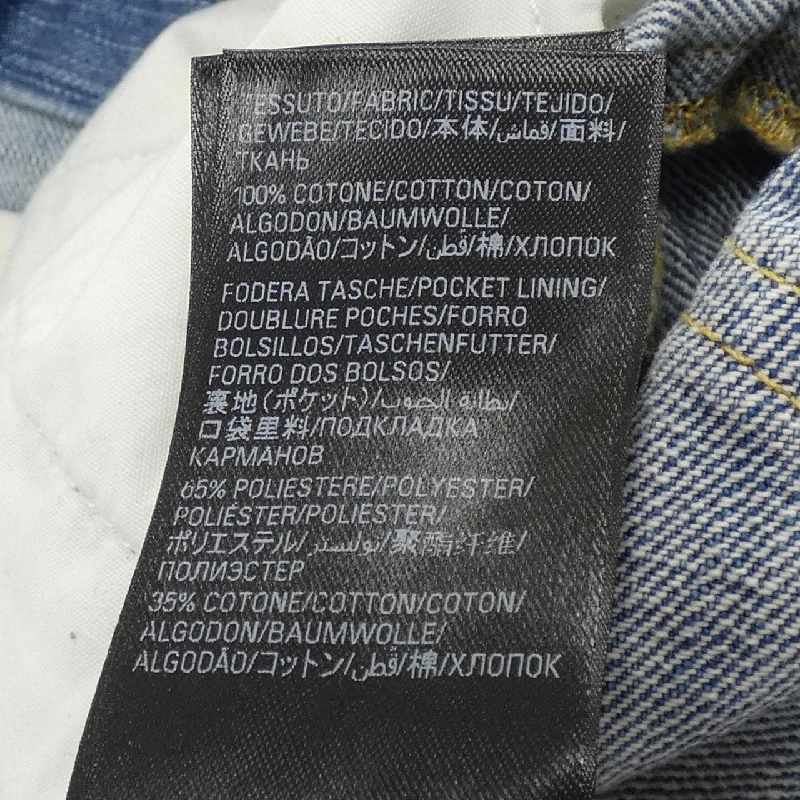 TESSUTO/FABRIC/TISSU/TEJIDO/
GEWEBE/TECIDO/本体/قماش/面料/
ТКАНЬ
100% COTONE/COTTON/COTON/
ALGODON/BAUMWOLLE/
ALGODÃO/コットン/قطن/棉/ХЛОПОК
FODERA TASCHE/POCKET LINING/
DOUBLURE POCHES/FORRO
BOLSILLOS/TASCHENFUTTER/
FORRO DOS BOLSOS/
裏地(ポケット)/بطانة الجيوب/
口袋里料/ПОДКЛАДКА
КАРМАНОВ
65% POLIESTERE/POLYESTER/
POLIÉSTER/POLIESTER/
ポリエステル/بوليستر/聚酯纤维/
ПОЛИЭСТЕР
35% COTONE/COTTON/COTON/
ALGODON/BAUMWOLLE/
ALGODÃO/コットン/قطن/棉/ХЛОПОК